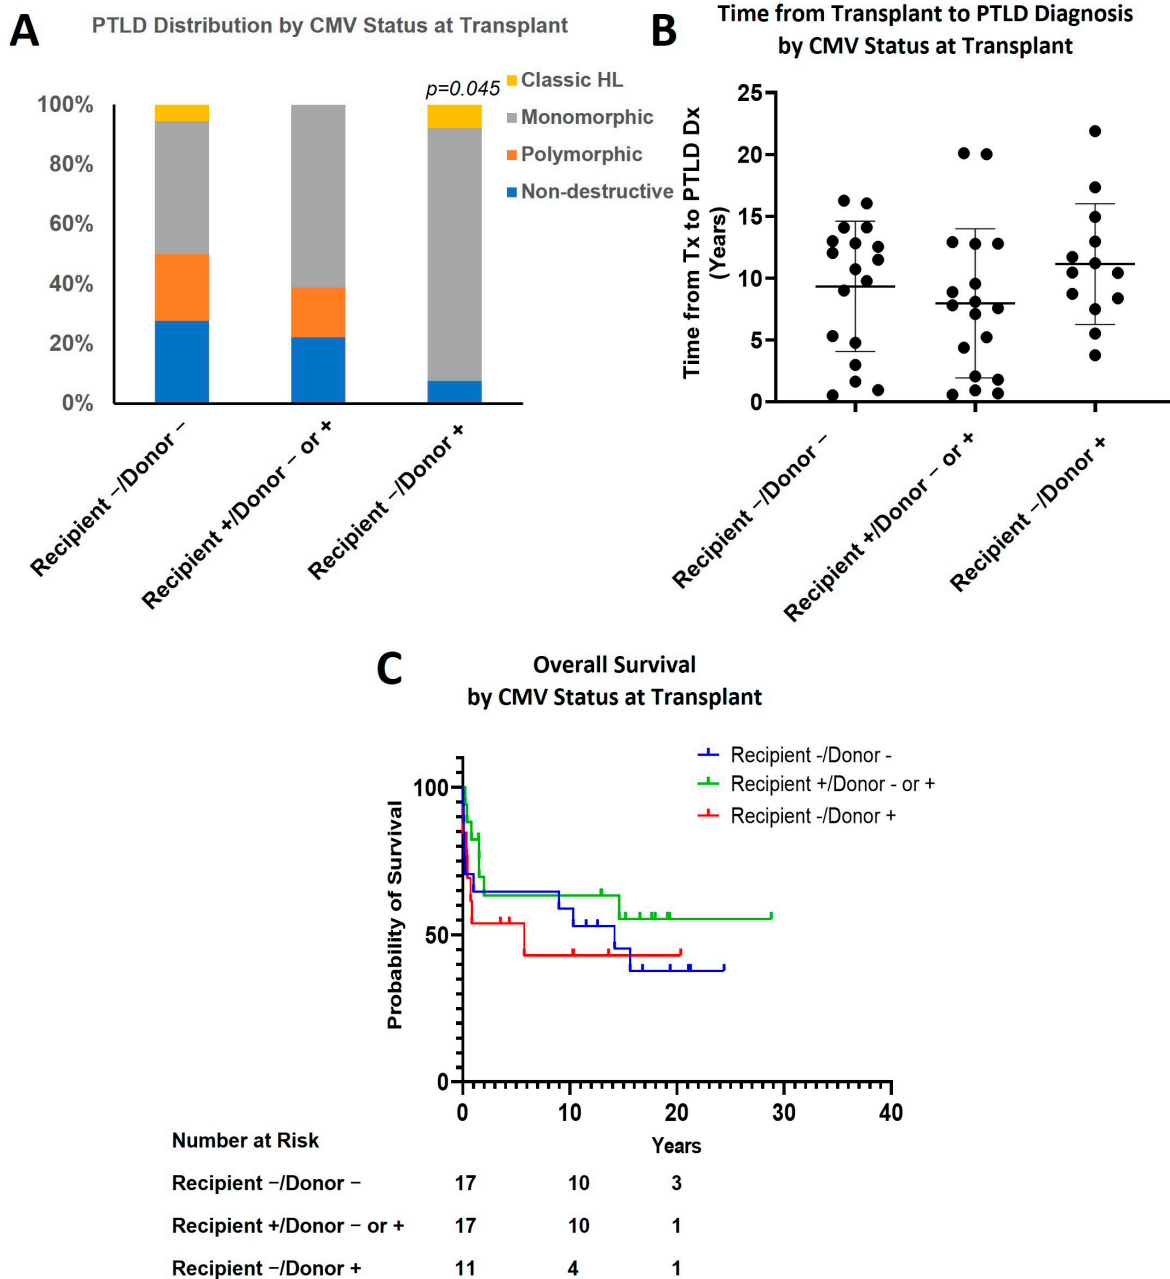 A
PTLD Distribution by CMV Status at Transplant
p=0.045
Classic HL
Monomorphic
Polymorphic
Non-destructive
100%
80%
60%
40%
20%
0%
Recipient −/Donor −
Recipient +/Donor − or +
Recipient −/Donor +
B
Time from Transplant to PTLD Diagnosis
by CMV Status at Transplant
Time from Tx to PTLD Dx
(Years)
25
20
15
10
5
0
Recipient −/Donor −
Recipient +/Donor − or +
Recipient −/Donor +
C
Overall Survival
by CMV Status at Transplant
Recipient -/Donor -
Recipient +/Donor - or +
Recipient -/Donor +
Probability of Survival
100
50
0
0 10 20 30 40
Years
Number at Risk
Recipient −/Donor − 17 10 3
Recipient +/Donor − or + 17 10 1
Recipient −/Donor + 11 4 1